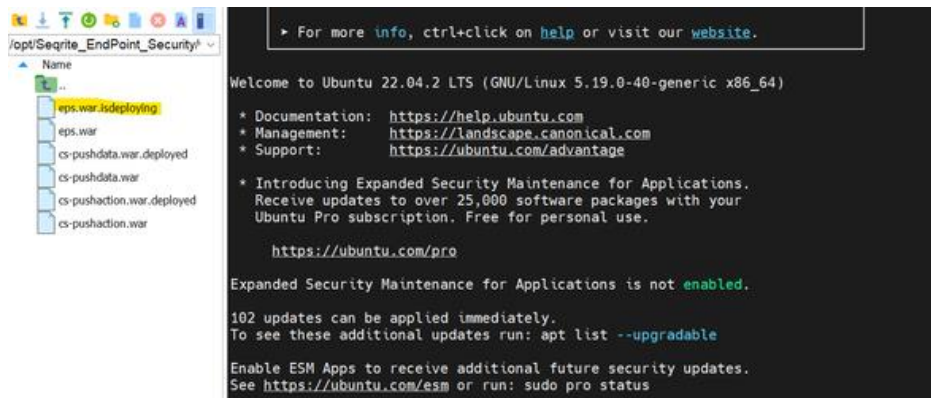 /opt/Seqrite_EndPoint_Security/
Name
..
eps.war.isdeploying
eps.war
cs-pushdata.war.deployed
cs-pushdata.war
cs-pushaction.war.deployed
cs-pushaction.war
► For more info, ctrl+click on help or visit our website.
Welcome to Ubuntu 22.04.2 LTS (GNU/Linux 5.19.0-40-generic x86_64)
* Documentation: https://help.ubuntu.com
* Management: https://landscape.canonical.com
* Support: https://ubuntu.com/advantage
* Introducing Expanded Security Maintenance for Applications.
Receive updates to over 25,000 software packages with your
Ubuntu Pro subscription. Free for personal use.
https://ubuntu.com/pro
Expanded Security Maintenance for Applications is not enabled.
102 updates can be applied immediately.
To see these additional updates run: apt list --upgradable
Enable ESM Apps to receive additional future security updates.
See https://ubuntu.com/esm or run: sudo pro status